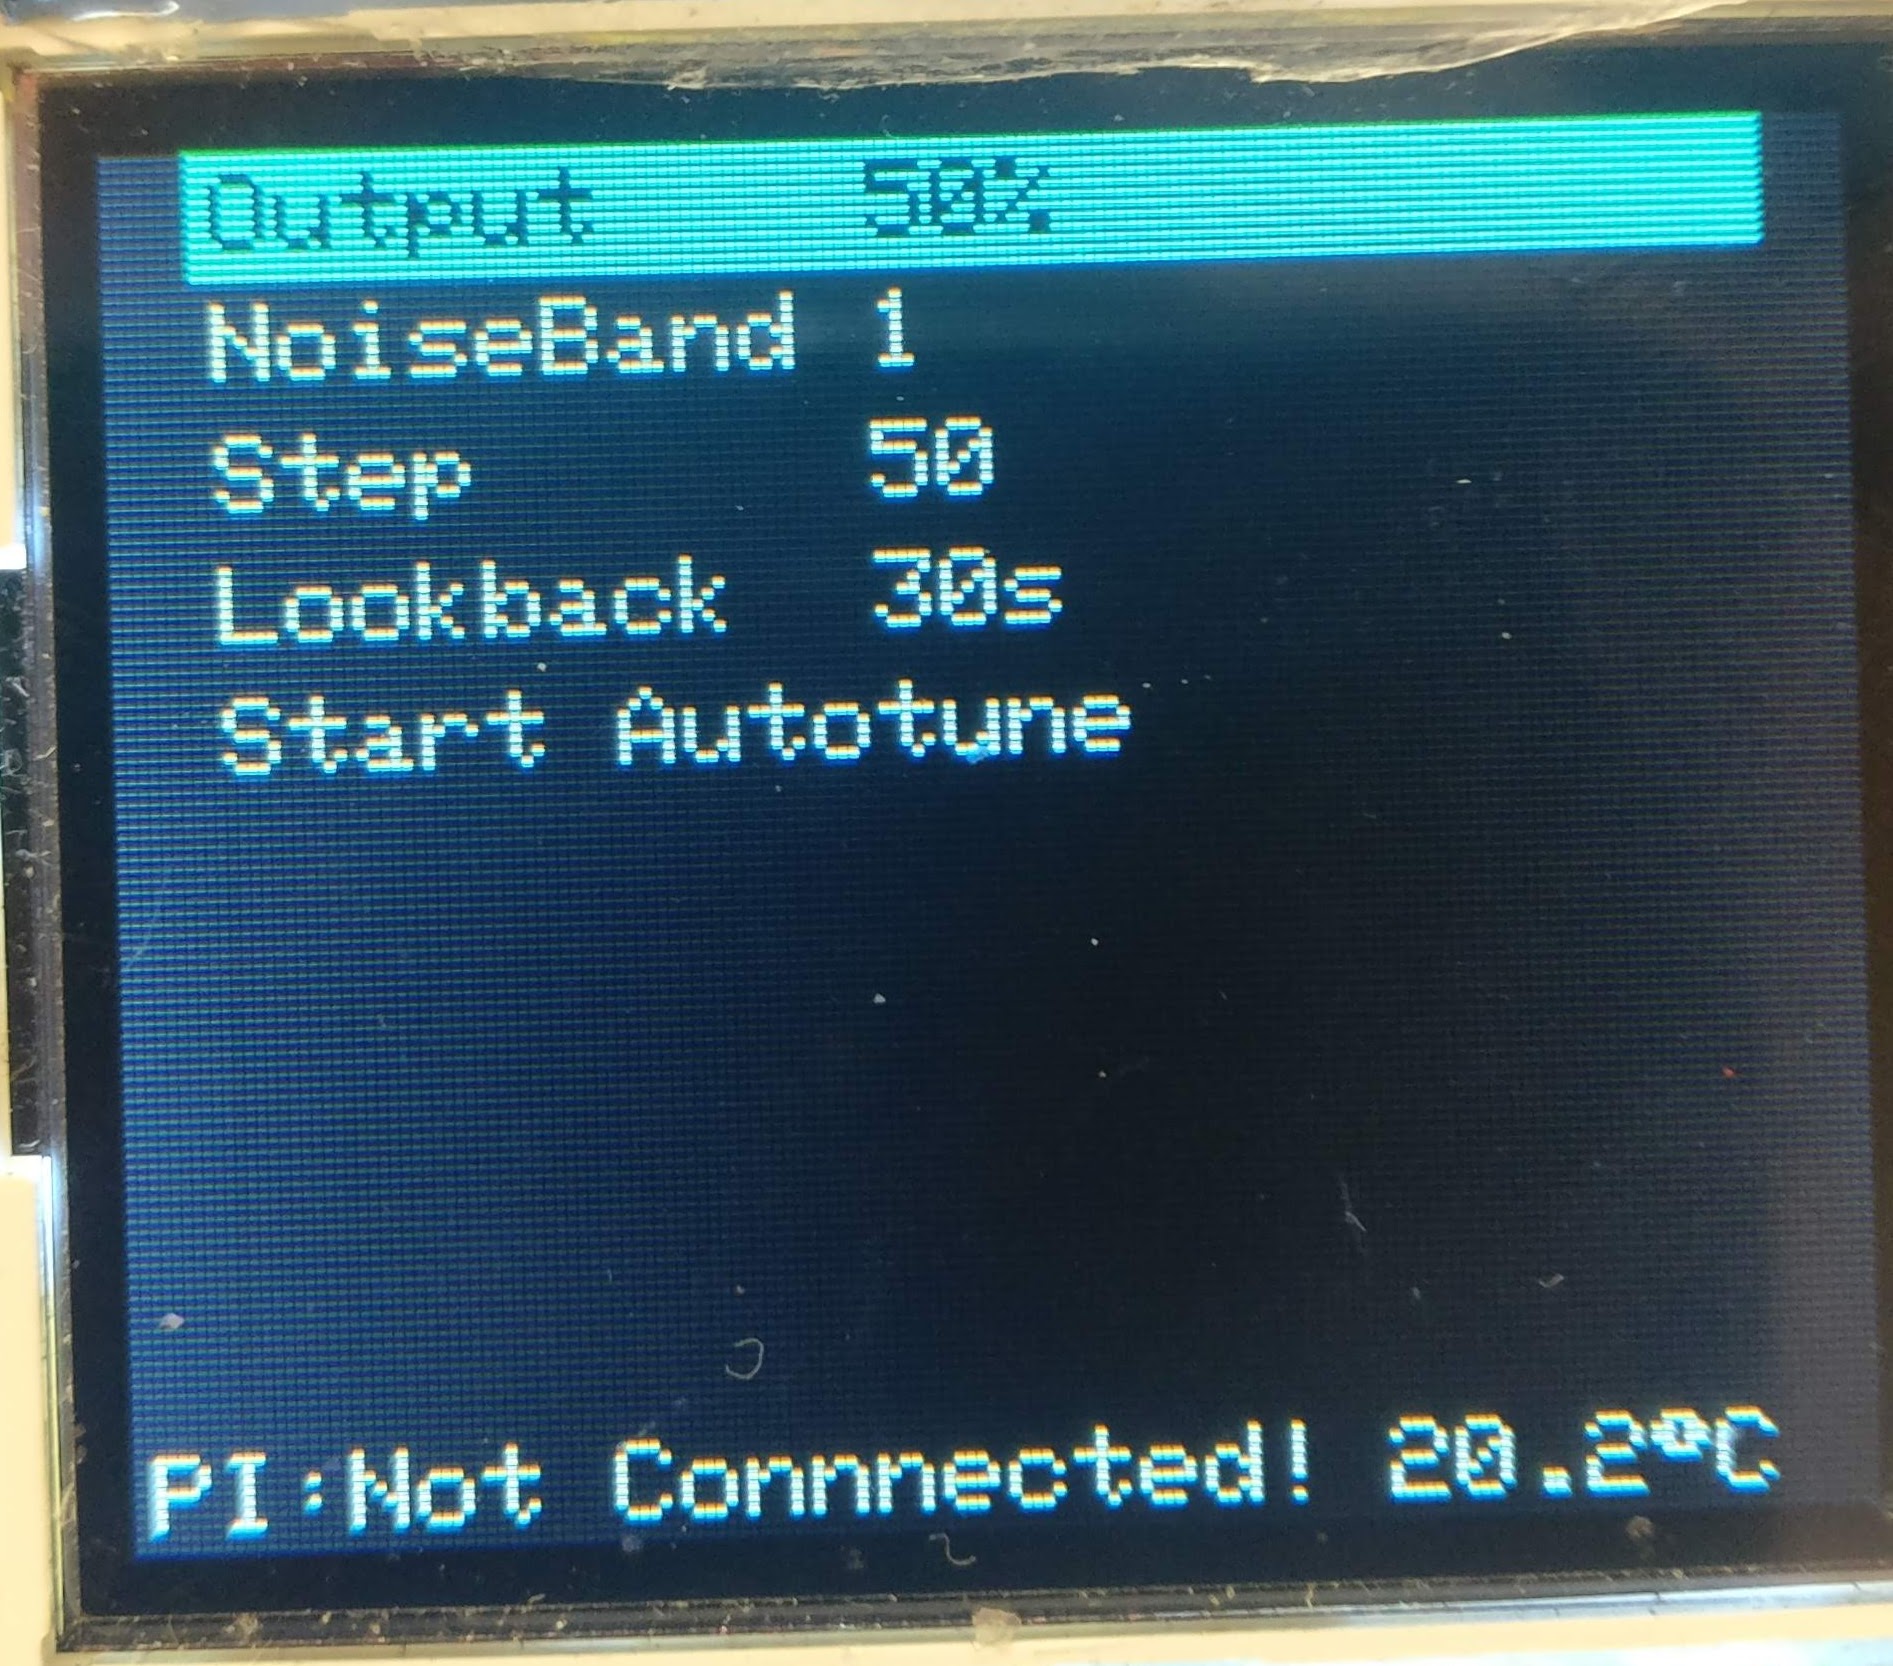 Output 50%
NoiseBand 1
Step 50
Lookback 30s
Start Autotune
PI:Not Connnected! 20.2°C